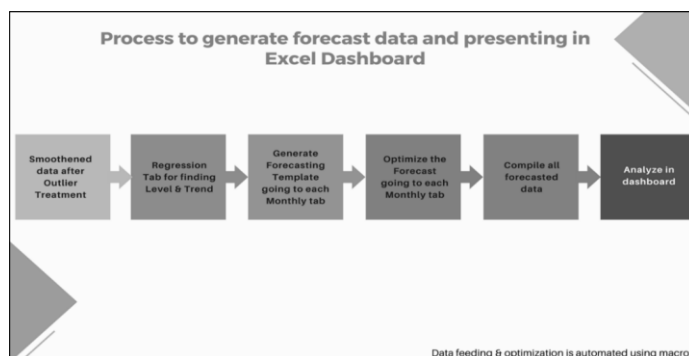 Process to generate forecast data and presenting in
Excel Dashboard
Smoothened
data after
Outlier
Treatment
Regression
Tab for finding
Level & Trend
Generate
Forecasting
Template
going to each
Monthly tab
Optimize the
Forecast
going to each
Monthly tab
Compile all
forecasted
data
Analyze in
dashboard
Data feeding & optimization is automated using macro